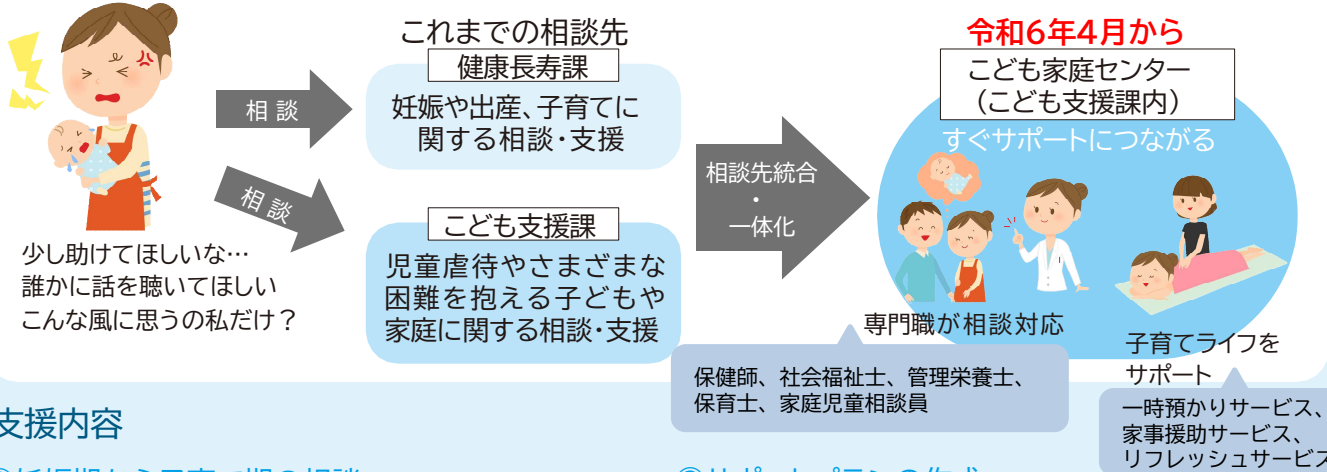 これまでの相談先
健康長寿課
妊娠や出産、子育てに
関する相談・支援
相談
相談
こども支援課
児童虐待やさまざまな
困難を抱える子どもや
家庭に関する相談・支援
少し助けてほしいな…
誰かに話を聴いてほしい
こんな風に思うの私だけ？
相談先統合
・
一体化
令和6年4月から
こども家庭センター
（こども支援課内）
すぐサポートにつながる
専門職が相談対応
保健師、社会福祉士、管理栄養士、
保育士、家庭児童相談員
子育てライフを
サポート
一時預かりサービス、
家事援助サービス、
リフレッシュサービス
支援内容